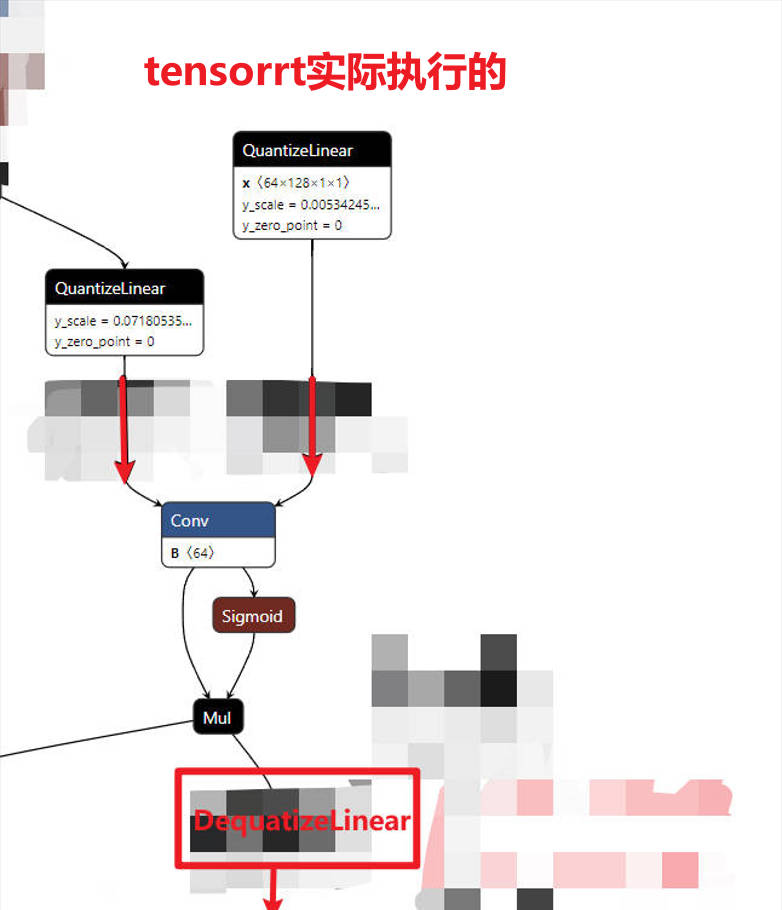 tensorrt实际执行的
QuantizeLinear
x〈64×128×1×1〉
y_scale = 0.00534245...
y_zero_point = 0
QuantizeLinear
y_scale = 0.07180535...
y_zero_point = 0
Conv
B〈64〉
Sigmoid
Mul
DequatizeLinear